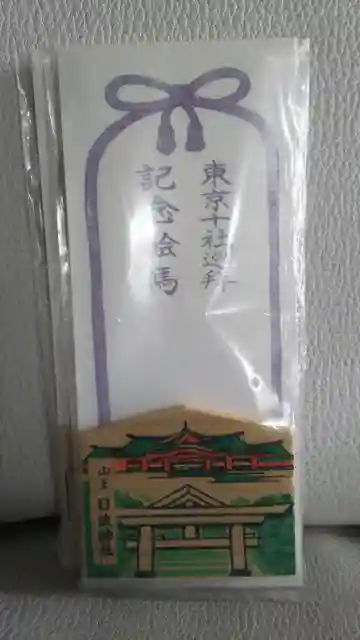 東京十社巡拝
記念絵馬
山王日枝神社